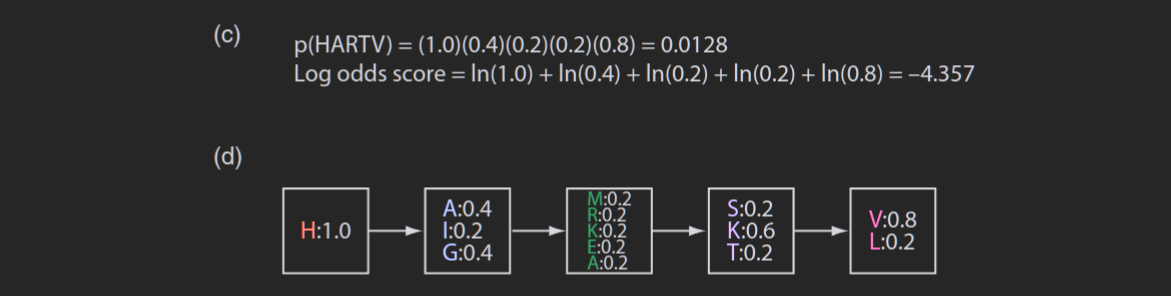 (c)
p(HARTV) = (1.0)(0.4)(0.2)(0.2)(0.8) = 0.0128
Log odds score = ln(1.0) + ln(0.4) + ln(0.2) + ln(0.2) + ln(0.8) = –4.357
(d)
H:1.0
A:0.4
I:0.2
G:0.4
M:0.2
R:0.2
K:0.2
E:0.2
A:0.2
S:0.2
K:0.6
T:0.2
V:0.8
L:0.2